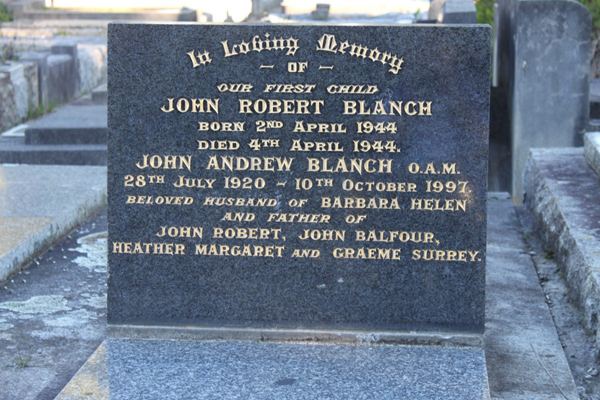 In Loving Memory
– OF –
OUR FIRST CHILD
JOHN ROBERT BLANCH
BORN 2ND APRIL 1944
DIED 4TH APRIL 1944.
JOHN ANDREW BLANCH O.A.M.
28TH JULY 1920 – 10TH OCTOBER 1997.
BELOVED HUSBAND OF BARBARA HELEN
AND FATHER OF
JOHN ROBERT, JOHN BALFOUR,
HEATHER MARGARET AND GRAEME SURREY.